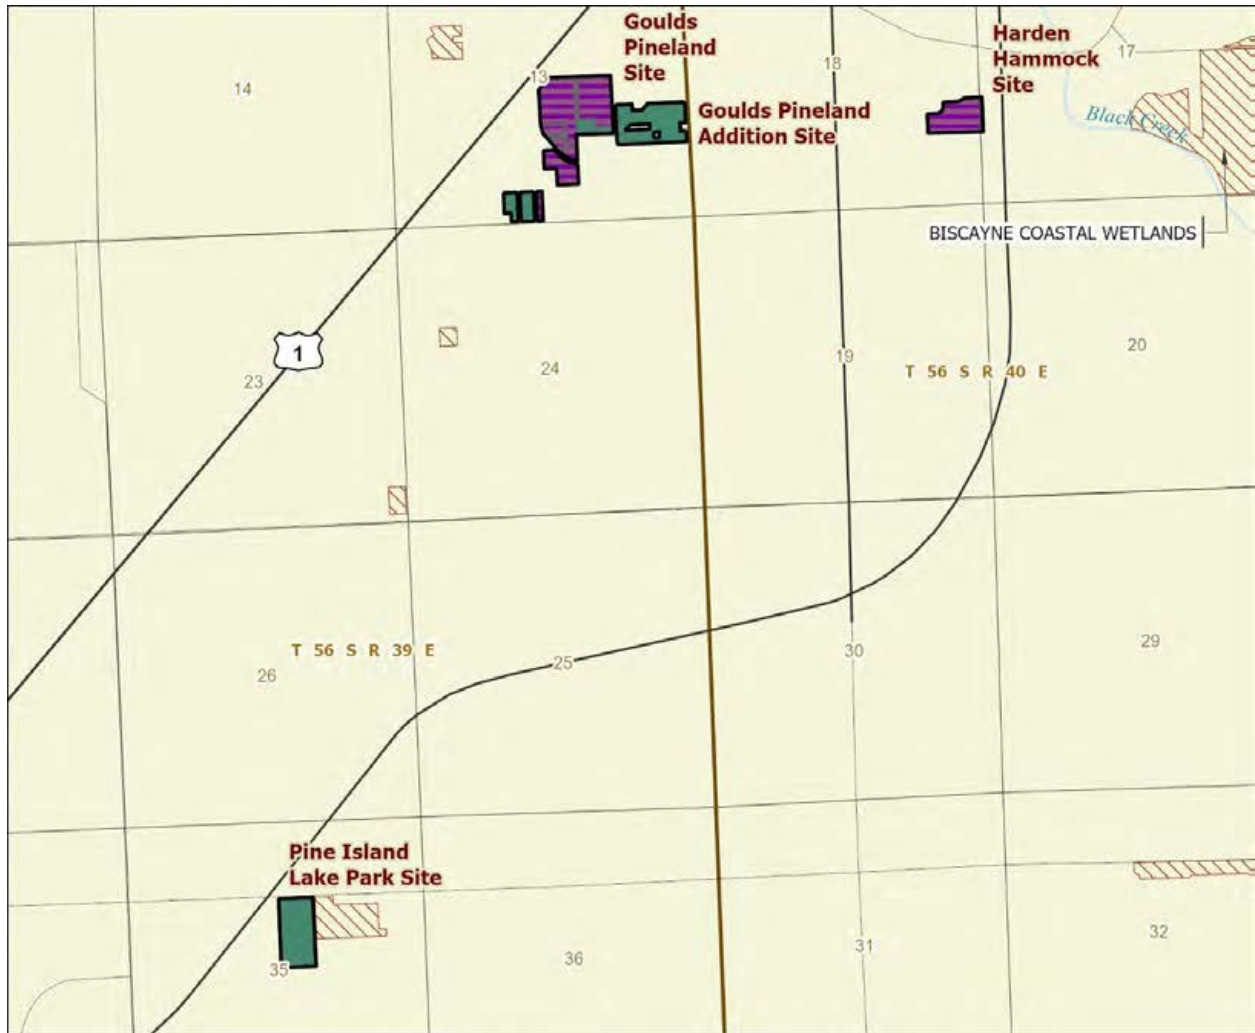 Goulds
Pineland
Site
Harden
Hammock
Site
17
18
13
14
Goulds Pineland
Addition Site
Black Creek
BISCAYNE COASTAL WETLANDS
1
23
24
19
20
T 56 S R 40 E
T 56 S R 39 E
26
25
30
29
Pine Island
Lake Park Site
35
36
31
32